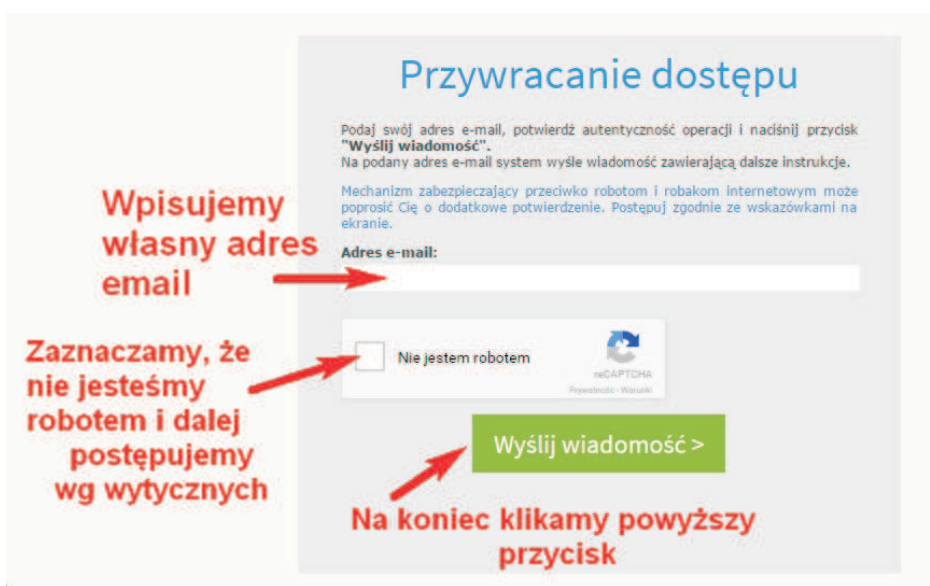 Przywracanie dostępu
Podaj swój adres e-mail, potwierdź autentyczność operacji i naciśnij przycisk
"Wyślij wiadomość".
Na podany adres e-mail system wyśle wiadomość zawierającą dalsze instrukcje.
Mechanizm zabezpieczający przeciwko robotom i robakom internetowym może
poprosić Cię o dodatkowe potwierdzenie. Postępuj zgodnie ze wskazówkami na
ekranie.
Wpisujemy
własny adres
email
Adres e-mail:
Zaznaczamy, że
nie jesteśmy
robotem i dalej
postępujemy
wg wytycznych
Nie jestem robotem
reCAPTCHA
Prywatność - Warunki
Wyślij wiadomość >
Na koniec klikamy powyższy
przycisk